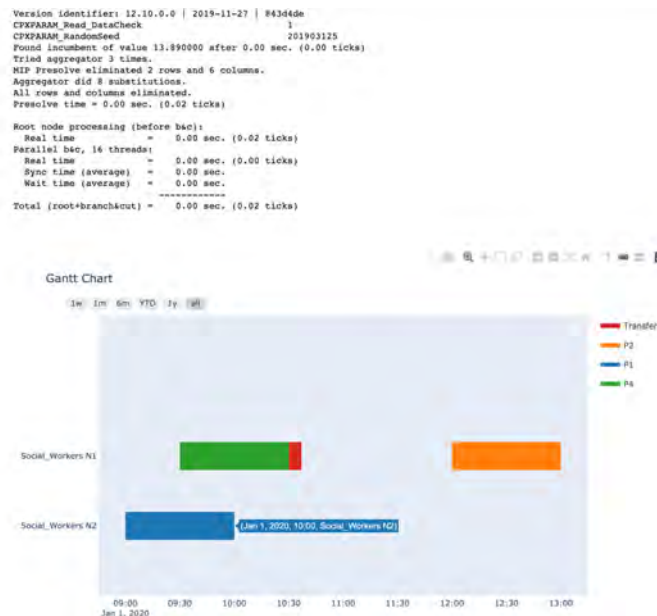 Version identifier: 12.10.0.0 | 2019-11-27 | 843d4de
CPXPARAM_Read_DataCheck 1
CPXPARAM_RandomSeed 201903125
Found incumbent of value 13.890000 after 0.00 sec. (0.00 ticks)
Tried aggregator 3 times.
MIP Presolve eliminated 2 rows and 6 columns.
Aggregator did 8 substitutions.
All rows and columns eliminated.
Presolve time = 0.00 sec. (0.02 ticks)
Root node processing (before b&c):
Real time = 0.00 sec. (0.02 ticks)
Parallel b&c, 16 threads:
Real time = 0.00 sec. (0.00 ticks)
Sync time (average) = 0.00 sec.
Wait time (average) = 0.00 sec.
------------
Total (root+branch&cut) = 0.00 sec. (0.02 ticks)
Gantt Chart
1w 1m 6m YTD 1y all
Transfer
P2
P1
P4
Social_Workers N1
Social_Workers N2
(Jan 1, 2020, 10:00, Social_Workers N2)
09:00 09:30 10:00 10:30 11:00 11:30 12:00 12:30 13:00
Jan 1, 2020